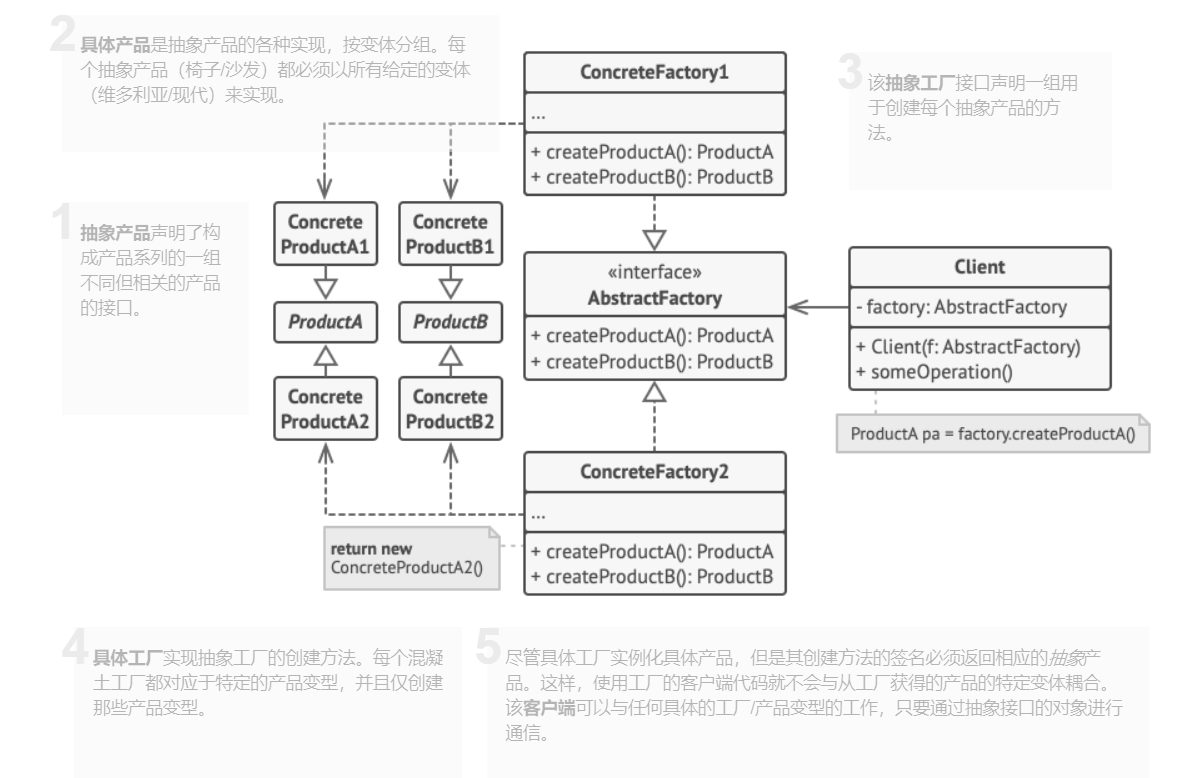 2
具体产品是抽象产品的各种实现，按变体分组。每
个抽象产品（椅子/沙发）都必须以所有给定的变体
（维多利亚/现代）来实现。
ConcreteFactory1
...
+ createProductA(): ProductA
+ createProductB(): ProductB
3
该抽象工厂接口声明一组用
于创建每个抽象产品的方
法。
1
抽象产品声明了构
成产品系列的一组
不同但相关的产品
的接口。
Concrete
ProductA1
Concrete
ProductB1
ProductA
ProductB
Concrete
ProductA2
Concrete
ProductB2
«interface»
AbstractFactory
+ createProductA(): ProductA
+ createProductB(): ProductB
Client
- factory: AbstractFactory
+ Client(f: AbstractFactory)
+ someOperation()
ProductA pa = factory.createProductA()
ConcreteFactory2
...
+ createProductA(): ProductA
+ createProductB(): ProductB
return new
ConcreteProductA2()
4
具体工厂实现抽象工厂的创建方法。每个混凝
土工厂都对应于特定的产品变型，并且仅创建
那些产品变型。
5
尽管具体工厂实例化具体产品，但是其创建方法的签名必须返回相应的抽象产
品。这样，使用工厂的客户端代码就不会与从工厂获得的产品的特定变体耦合。
该客户端可以与任何具体的工厂/产品变型的工作，只要通过抽象接口的对象进行
通信。